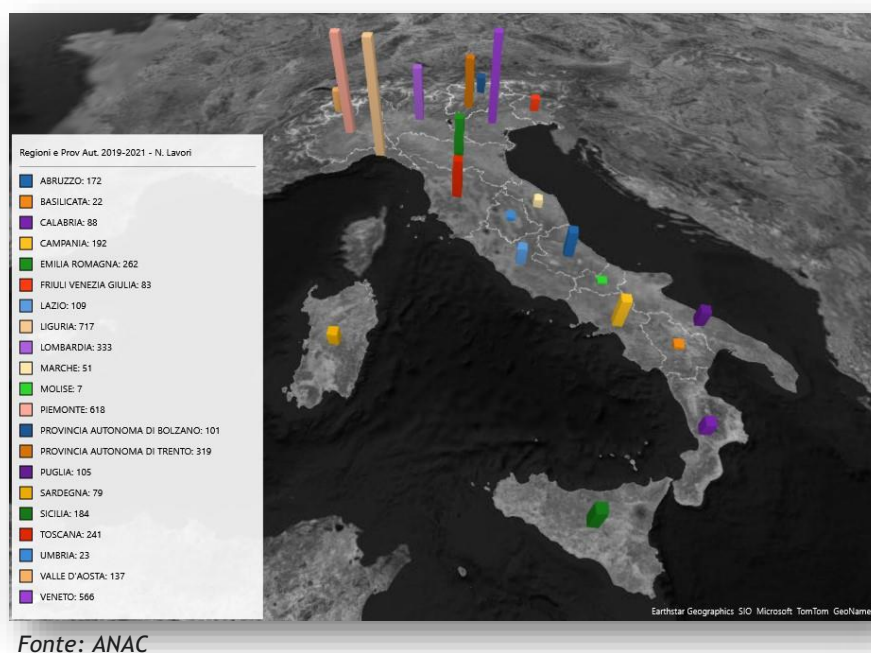 Regioni e Prov Aut. 2019-2021 - N. Lavori
ABRUZZO: 172
BASILICATA: 22
CALABRIA: 88
CAMPANIA: 192
EMILIA ROMAGNA: 262
FRIULI VENEZIA GIULIA: 83
LAZIO: 109
LIGURIA: 717
LOMBARDIA: 333
MARCHE: 51
MOLISE: 7
PIEMONTE: 618
PROVINCIA AUTONOMA DI BOLZANO: 101
PROVINCIA AUTONOMA DI TRENTO: 319
PUGLIA: 105
SARDEGNA: 79
SICILIA: 184
TOSCANA: 241
UMBRIA: 23
VALLE D'AOSTA: 137
VENETO: 566
Earthstar Geographics SIO Microsoft TomTom GeoName
Fonte: ANAC